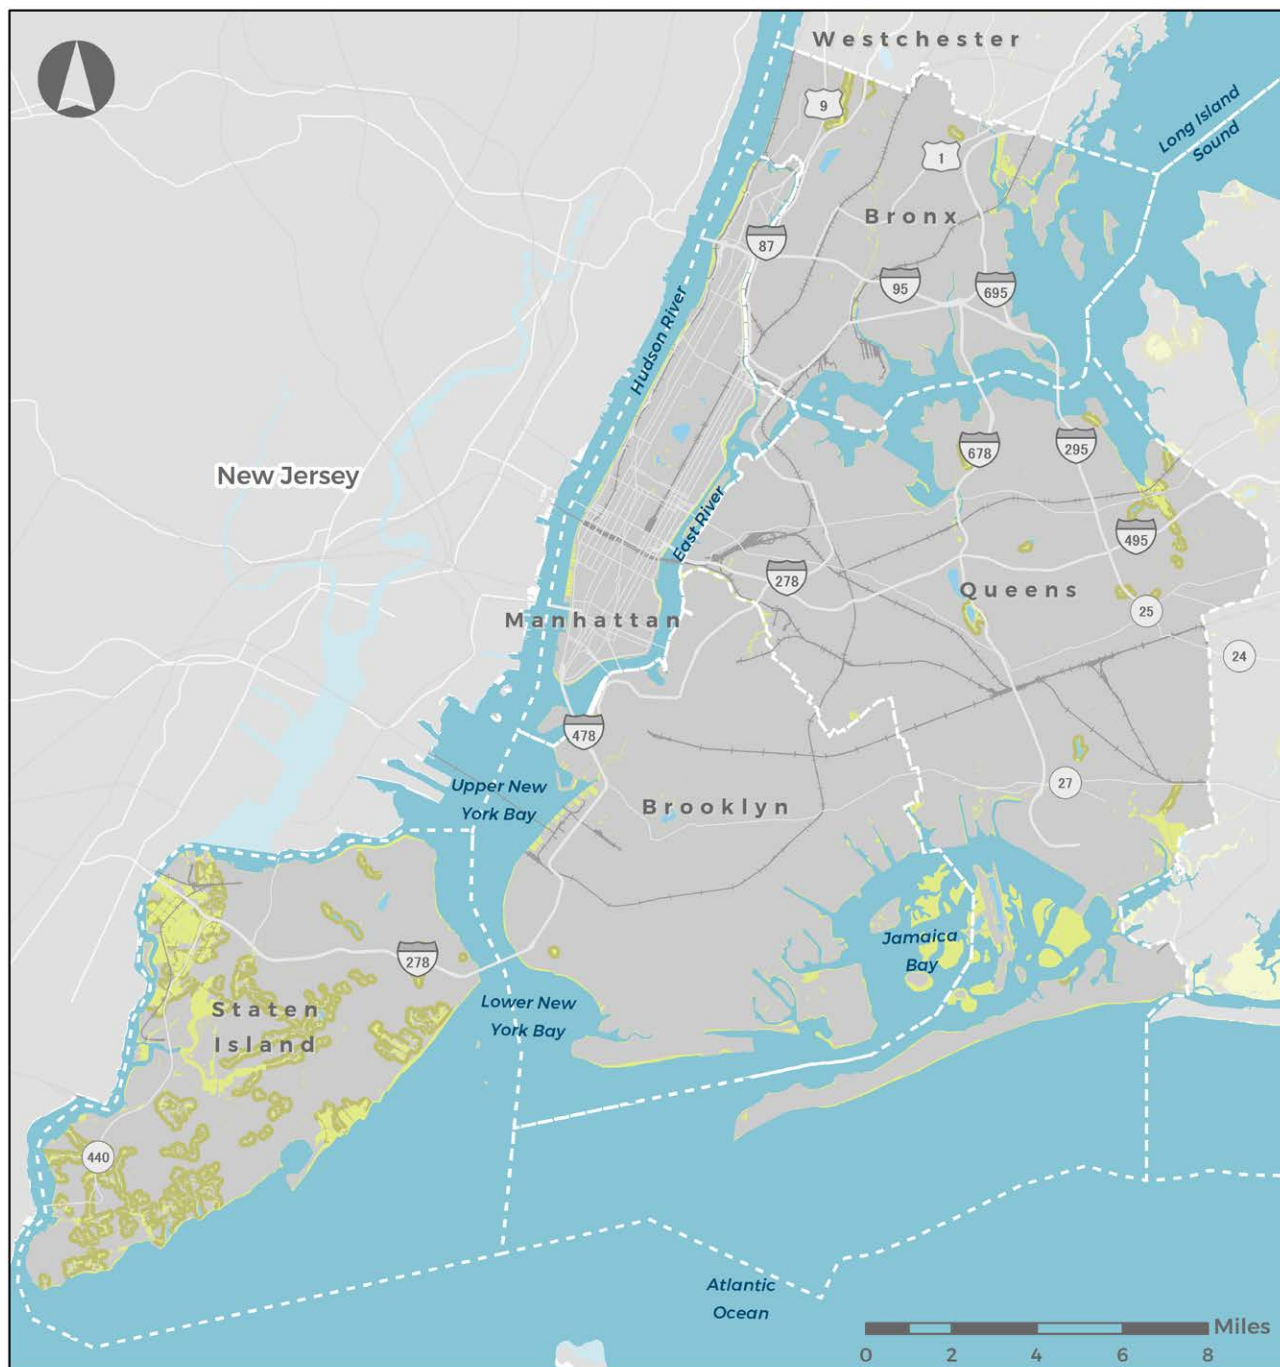 Westchester
9
Long Island
Sound
1
Bronx
87
95
695
Hudson River
678
295
New Jersey
East River
495
278
Queens
25
Manhattan
24
478
27
Upper New
York Bay
Brooklyn
Jamaica
Bay
278
Lower New
York Bay
Staten
Island
440
Atlantic
Ocean
Miles
0 2 4 6 8